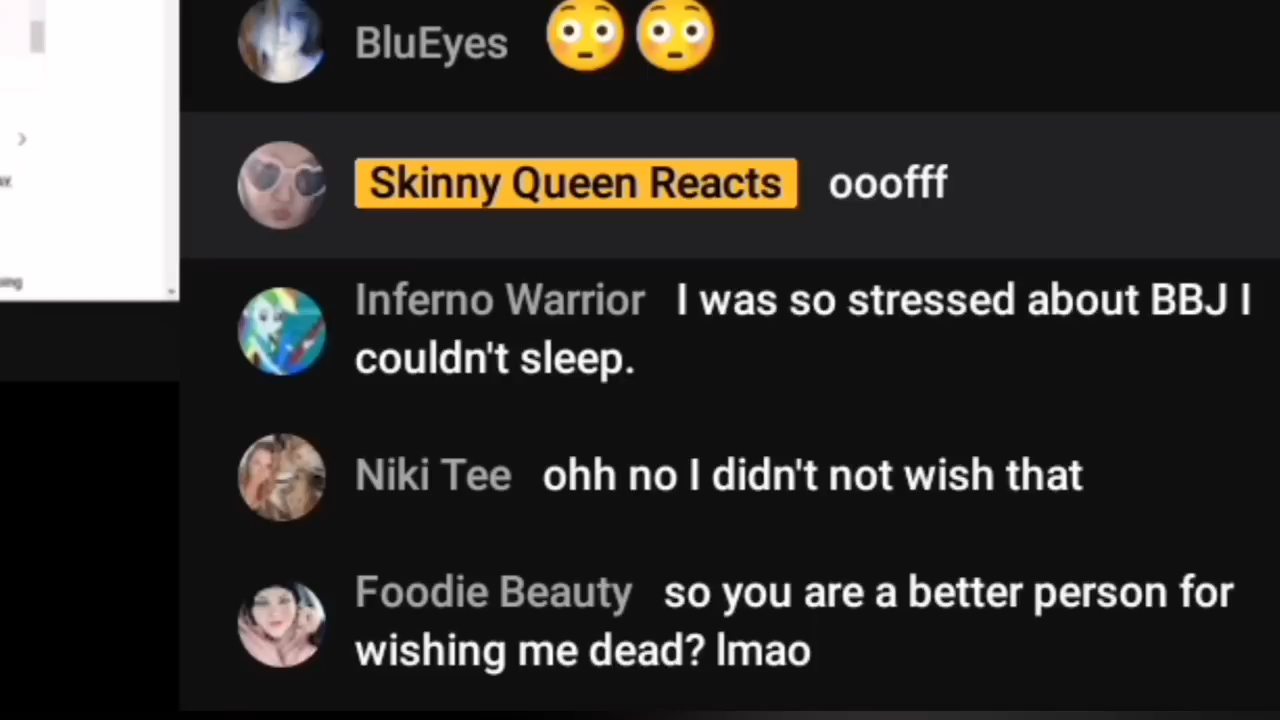 BluEyes 😳😳
Skinny Queen Reacts ooofff
Inferno Warrior I was so stressed about BBJ I
couldn't sleep.
Niki Tee ohh no I didn't not wish that
Foodie Beauty so you are a better person for
wishing me dead? lmao